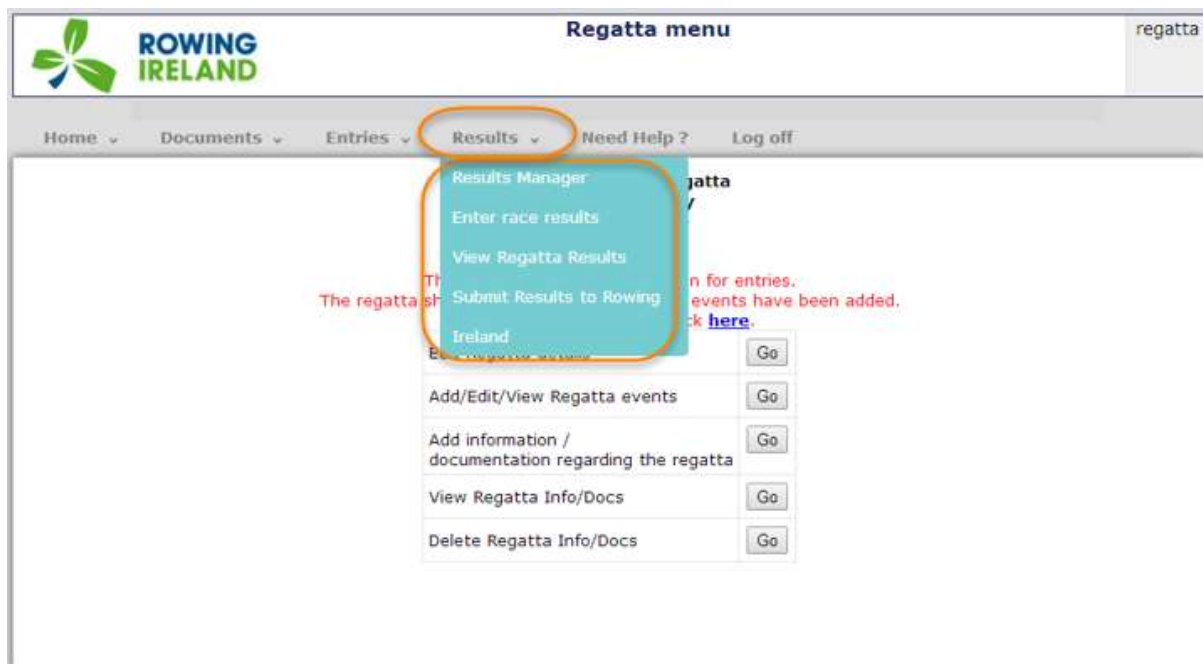 ROWING
IRELAND
Regatta menu
regatta
Home
Documents
Entries
Results
Need Help ?
Log off
Results Manager
Enter race results
View Regatta Results
Submit Results to Rowing
Ireland
for entries.
The regatta
events have been added.
here.
Go
Add/Edit/View Regatta events
Go
Add information /
documentation regarding the regatta
Go
View Regatta Info/Docs
Go
Delete Regatta Info/Docs
Go